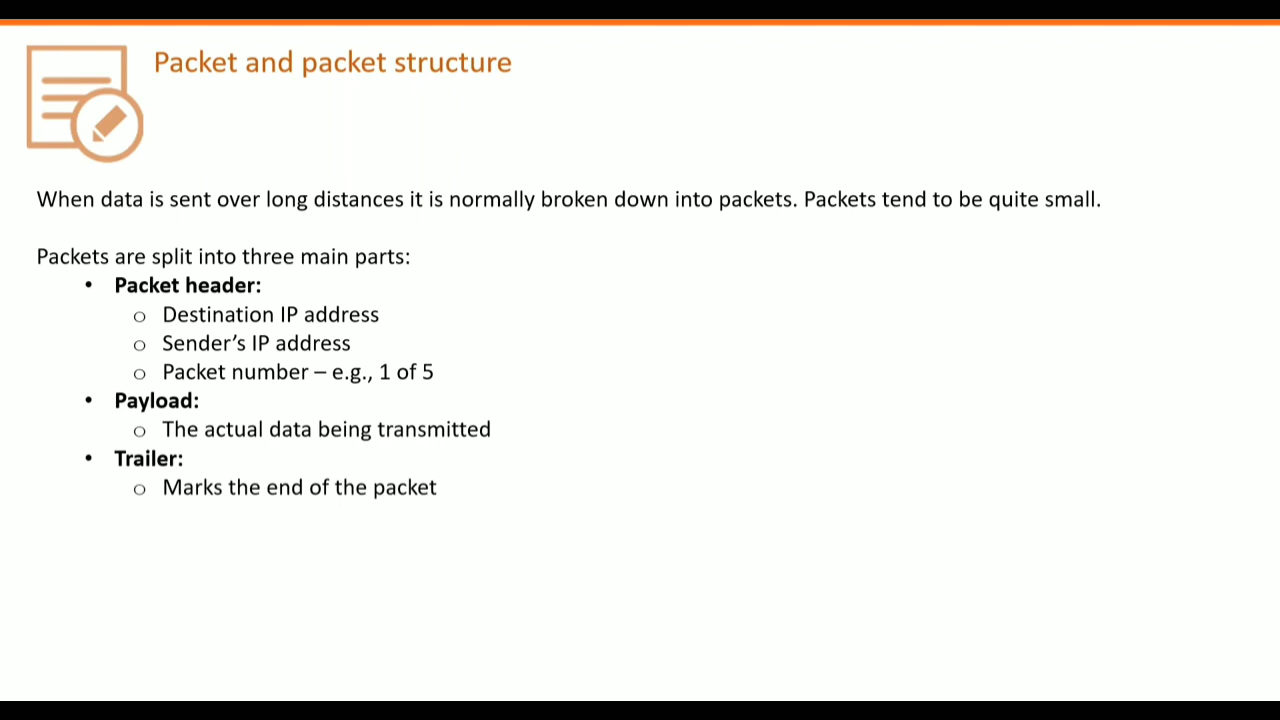 Packet and packet structure
When data is sent over long distances it is normally broken down into packets. Packets tend to be quite small.
Packets are split into three main parts:
• Packet header:
o Destination IP address
o Sender’s IP address
o Packet number – e.g., 1 of 5
• Payload:
o The actual data being transmitted
• Trailer:
o Marks the end of the packet